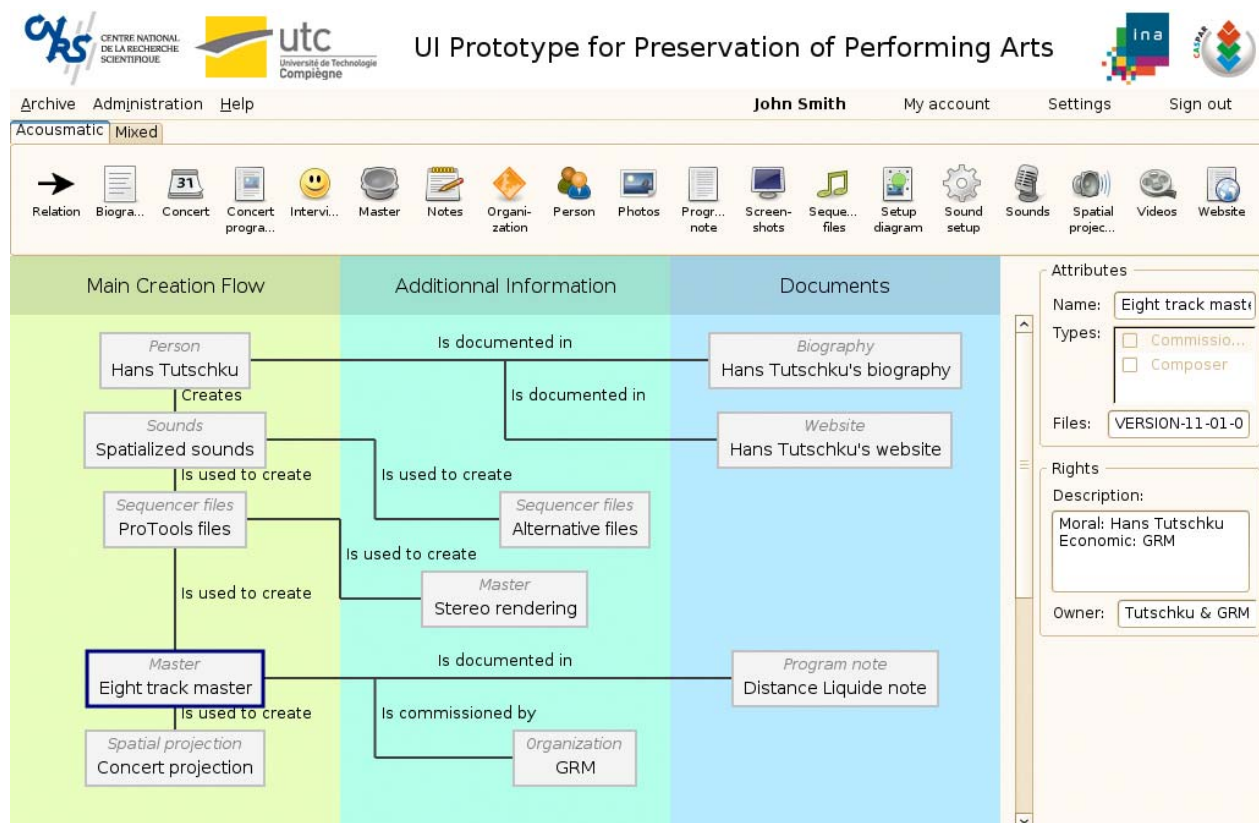 CNRS
CENTRE NATIONAL
DE LA RECHERCHE
SCIENTIFIQUE
utc
Université de Technologie
Compiègne
UI Prototype for Preservation of Performing Arts
ina
CASPAR
Archive Administration Help
John Smith My account Settings Sign out
Acousmatic Mixed
Relation
Biogra...
31
Concert
Concert
progra...
Intervi...
Master
Notes
Organi-
zation
Person
Photos
Progr...
note
Screen-
shots
Seque...
files
Setup
diagram
Sound
setup
Sounds
Spatial
projec...
Videos
Website
Main Creation Flow
Additionnal Information
Documents
Person
Hans Tutschku
Is documented in
Biography
Hans Tutschku's biography
Creates
Is documented in
Sounds
Spatialized sounds
Website
Hans Tutschku's website
Is used to create
Is used to create
Sequencer files
ProTools files
Sequencer files
Alternative files
Is used to create
Master
Stereo rendering
Is used to create
Master
Eight track master
Is documented in
Program note
Distance Liquide note
Is used to create
Is commissioned by
Spatial projection
Concert projection
Organization
GRM
Attributes
Name: Eight track maste
Types:
Commissio...
Composer
Files: VERSION-11-01-0
Rights
Description:
Moral: Hans Tutschku
Economic: GRM
Owner: Tutschku & GRM